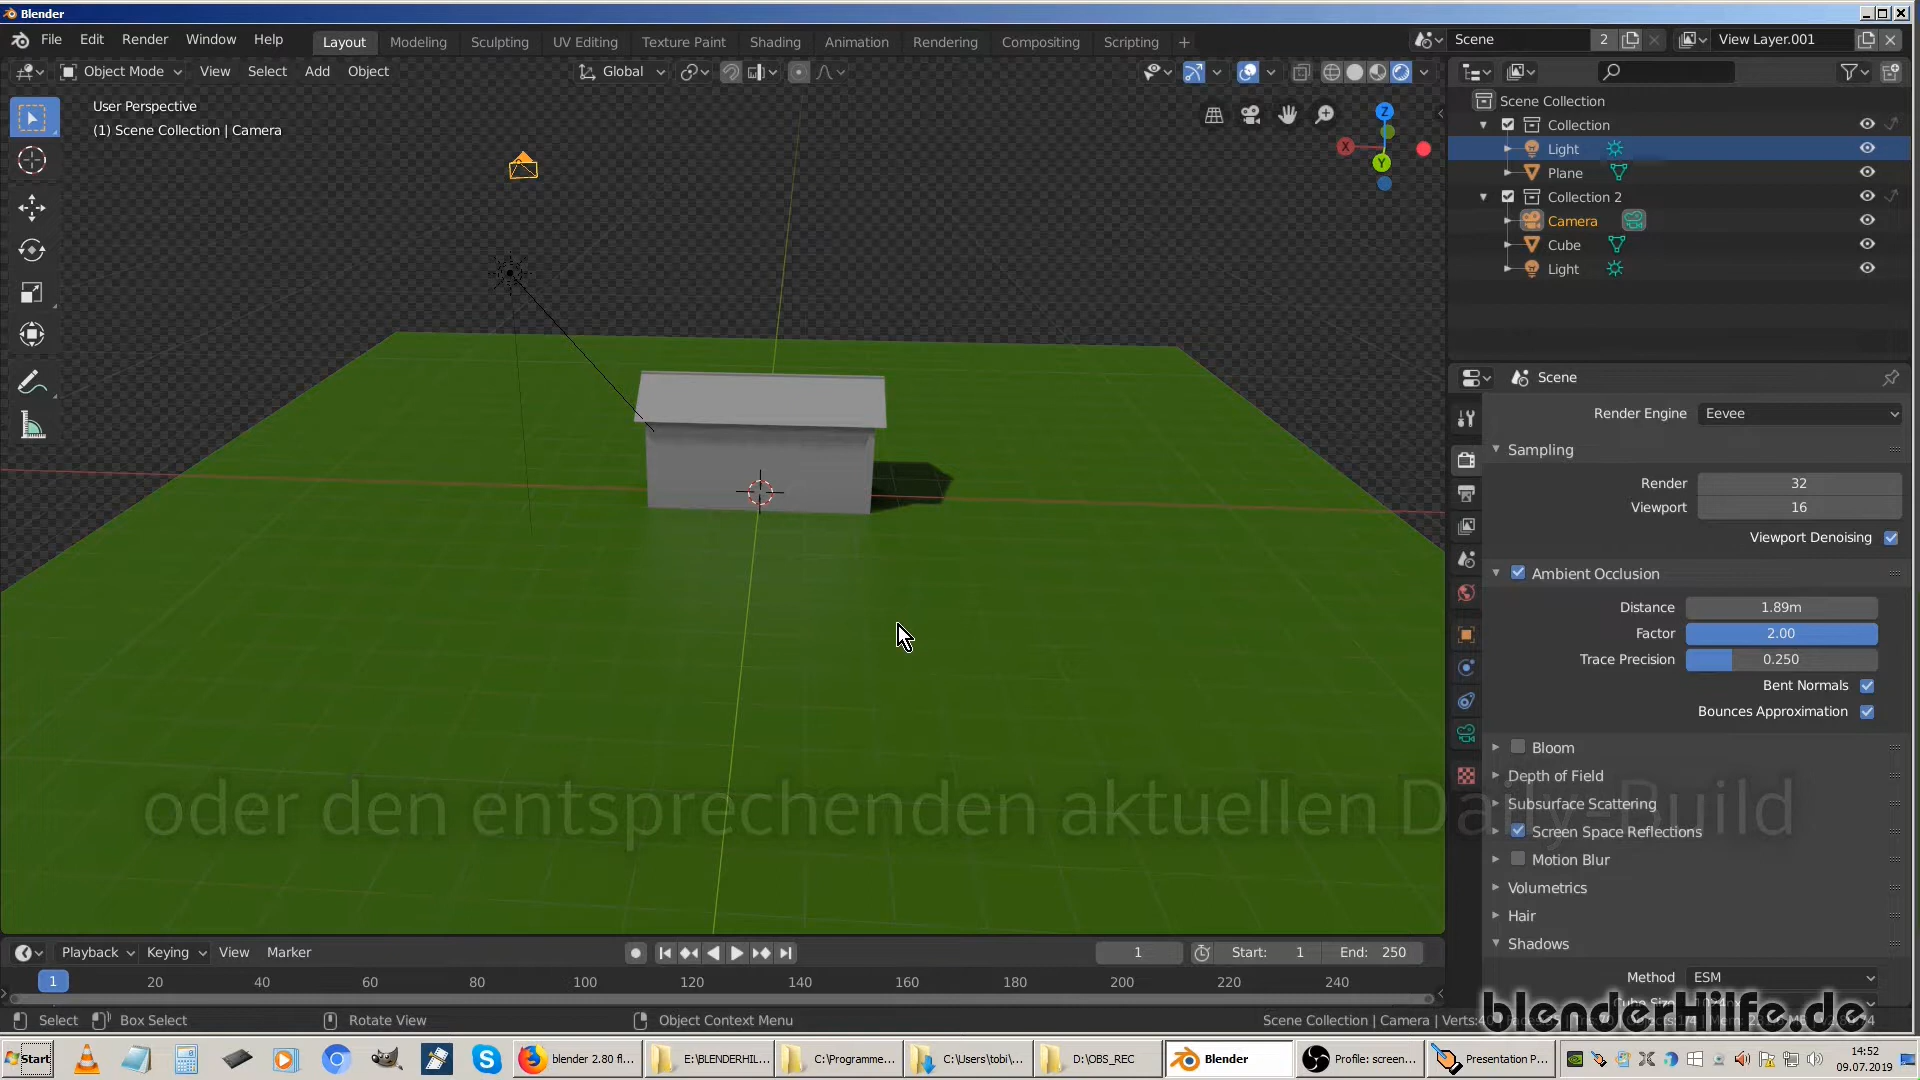 Blender
File Edit Render Window Help
Layout Modeling Sculpting UV Editing Texture Paint Shading Animation Rendering Compositing Scripting +
Scene 2 View Layer.001
Object Mode View Select Add Object Global
User Perspective
(1) Scene Collection | Camera
Z
X
Y
Scene Collection
Collection
Light
Plane
Collection 2
Camera
Cube
Light
Scene
Render Engine Eevee
Sampling
Render 32
Viewport 16
Viewport Denoising
Ambient Occlusion
Distance 1.89m
Factor 2.00
Trace Precision 0.250
Bent Normals
Bounces Approximation
Bloom
Depth of Field
Subsurface Scattering
Screen Space Reflections
Motion Blur
Volumetrics
Hair
Shadows
Method ESM
oder den entsprechenden aktuellen Daily-Build
Playback Keying View Marker
1 Start: 1 End: 250
1 20 40 60 80 100 120 140 160 180 200 220 240
Select Box Select Rotate View Object Context Menu
Scene Collection | Camera | Verts:40
blenderHilfe.de
Start blender 2.80 fl... E:\BLENDERHIL... C:\Programme... C:\Users\tobi\... D:\OBS_REC Blender Profile: screen... Presentation P...
14:52
09.07.2019